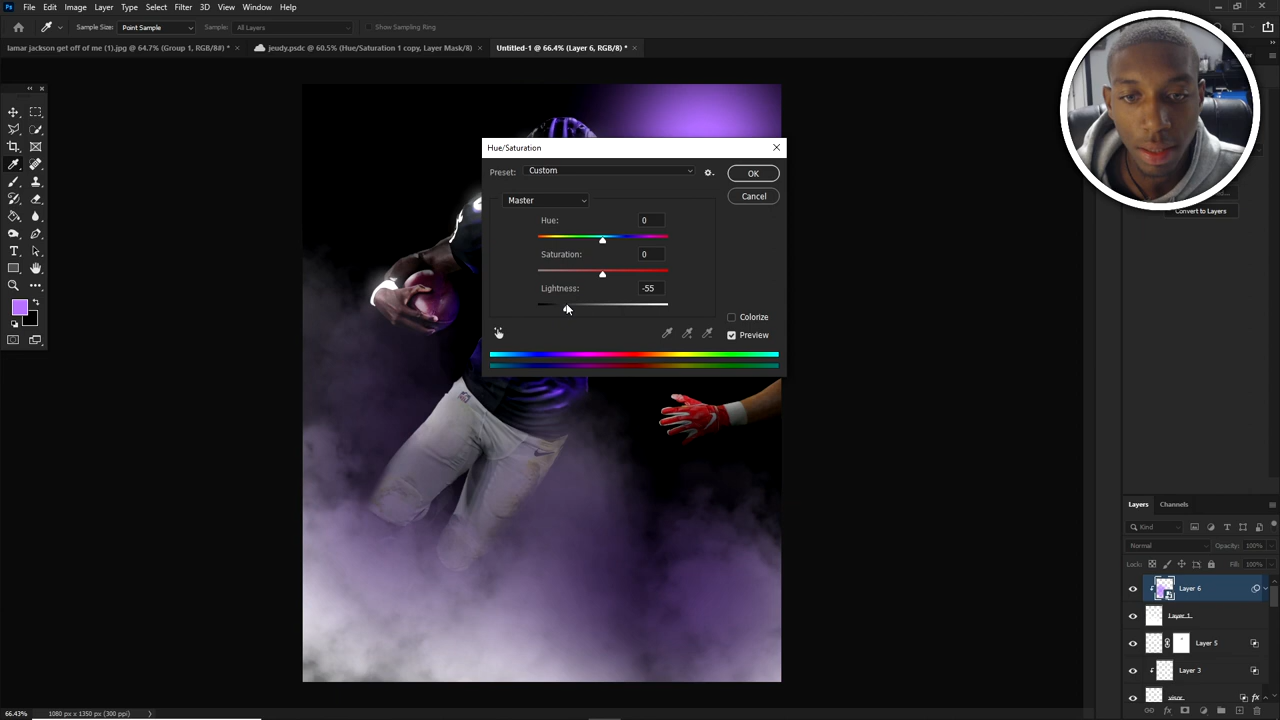 Ps File Edit Image Layer Type Select Filter 3D View Window Help
Sample Size: Point Sample Sample: All Layers Show Sampling Ring
lamar jackson get off of me (1).jpg @ 64.7% (Group 1, RGB/8#) * × jeudy.psdc @ 60.5% (Hue/Saturation 1 copy, Layer Mask/8) × Untitled-1 @ 66.4% (Layer 6, RGB/8) * ×
Hue/Saturation
Preset: Custom
OK
Master
Cancel
Hue: 0
Saturation: 0
Lightness: -55
Colorize
Preview
Convert to Layers
Layers Channels
Kind
Normal Opacity: 100%
Lock: Fill: 100%
Layer 6
Layer 1
Layer 5
Layer 3
visor fx
66.43% 1080 px x 1350 px (300 ppi)
fx